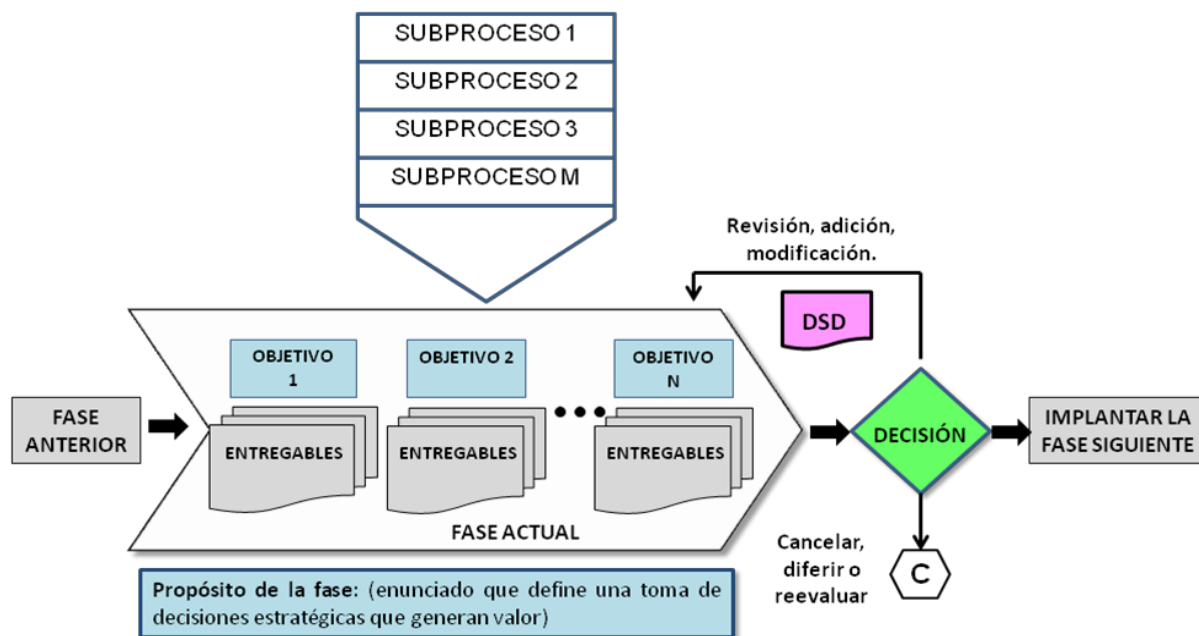 SUBPROCESO 1
SUBPROCESO 2
SUBPROCESO 3
SUBPROCESO M
Revisión, adición,
modificación.
DSD
OBJETIVO
1
OBJETIVO 2
OBJETIVO
N
FASE
ANTERIOR
ENTREGABLES
ENTREGABLES
ENTREGABLES
FASE ACTUAL
DECISIÓN
IMPLANTAR LA
FASE SIGUIENTE
Cancelar,
diferir o
reevaluar
C
Propósito de la fase: (enunciado que define una toma de
decisiones estratégicas que generan valor)